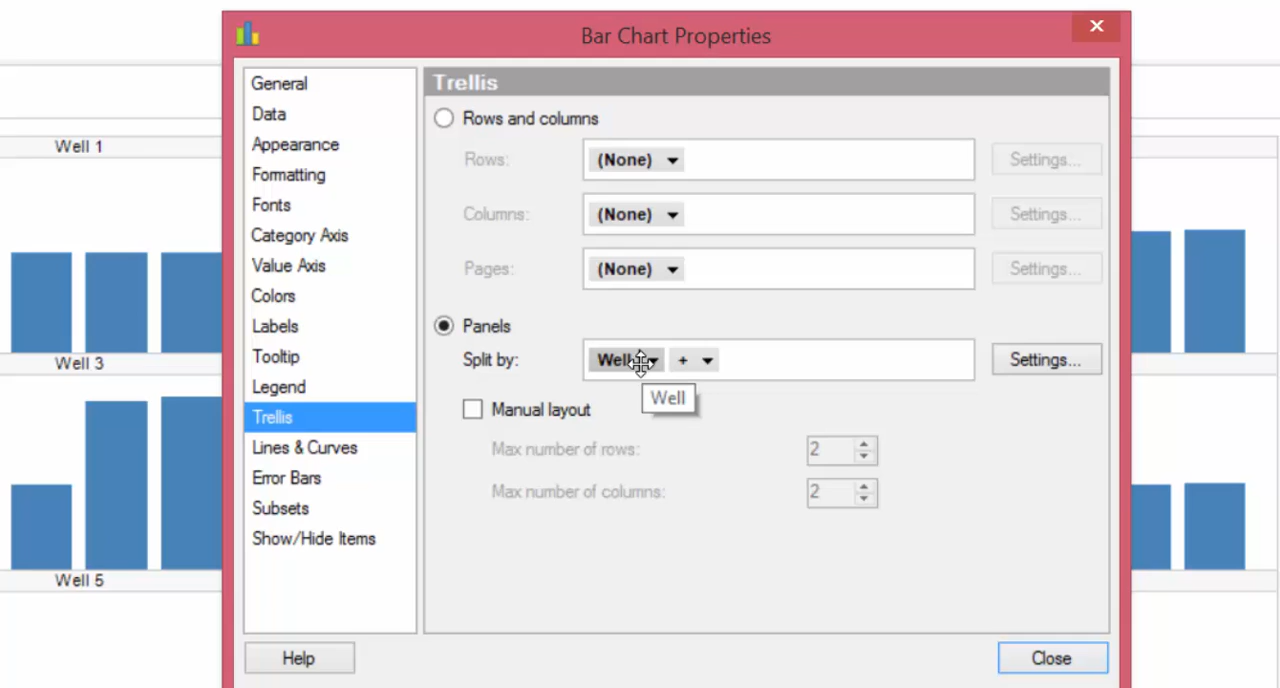 Bar Chart Properties
Well 1
Well 3
Well 5
General
Data
Appearance
Formatting
Fonts
Category Axis
Value Axis
Colors
Labels
Tooltip
Legend
Trellis
Lines & Curves
Error Bars
Subsets
Show/Hide Items
Trellis
Rows and columns
Rows: (None) Settings...
Columns: (None) Settings...
Pages: (None) Settings...
Panels
Split by: Well + Settings...
Well
Manual layout
Max number of rows: 2
Max number of columns: 2
Help Close